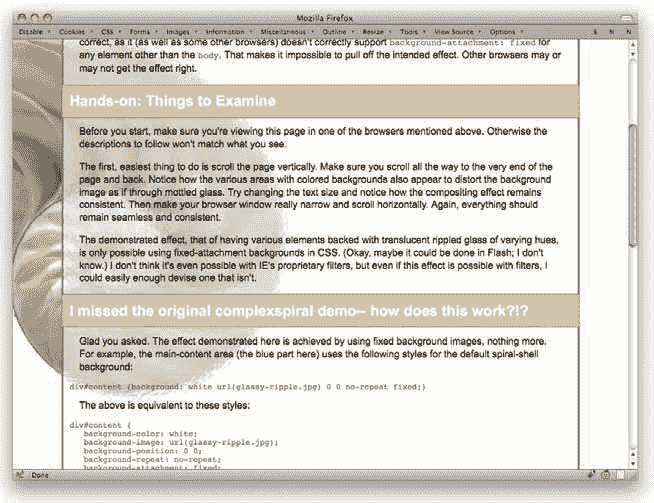 Mozilla Firefox
Disable Cookies CSS Forms Images Information Miscellaneous Outline Resize Tools View Source Options
correct, as it (as well as some other browsers) doesn't correctly support background-attachment: fixed for
any element other than the body. That makes it impossible to pull off the intended effect. Other browsers may or
may not get the effect right.
Hands-on: Things to Examine
Before you start, make sure you're viewing this page in one of the browsers mentioned above. Otherwise the
descriptions to follow won't match what you see.
The first, easiest thing to do is scroll the page vertically. Make sure you scroll all the way to the very end of the
page and back. Notice how the various areas with colored backgrounds also appear to distort the background
image as if through mottled glass. Try changing the text size and notice how the compositing effect remains
consistent. Then make your browser window really narrow and scroll horizontally. Again, everything should
remain seamless and consistent.
The demonstrated effect, that of having various elements backed with translucent rippled glass of varying hues,
is only possible using fixed-attachment backgrounds in CSS. (Okay, maybe it could be done in Flash; I don't
know.) I don't think it's even possible with IE's proprietary filters, but even if this effect is possible with filters, I
could easily enough devise one that isn't.
I missed the original complexspiral demo-- how does this work?!?
Glad you asked. The effect demonstrated here is achieved by using fixed background images, nothing more.
For example, the main-content area (the blue part here) uses the following styles for the default spiral-shell
background:
div#content {background: white url(glassy-ripple.jpg) 0 0 no-repeat fixed;}
The above is equivalent to these styles:
div#content {
background-color: white;
background-image: url(glassy-ripple.jpg);
background-position: 0 0;
background-repeat: no-repeat;
background-attachment: fixed;
Done